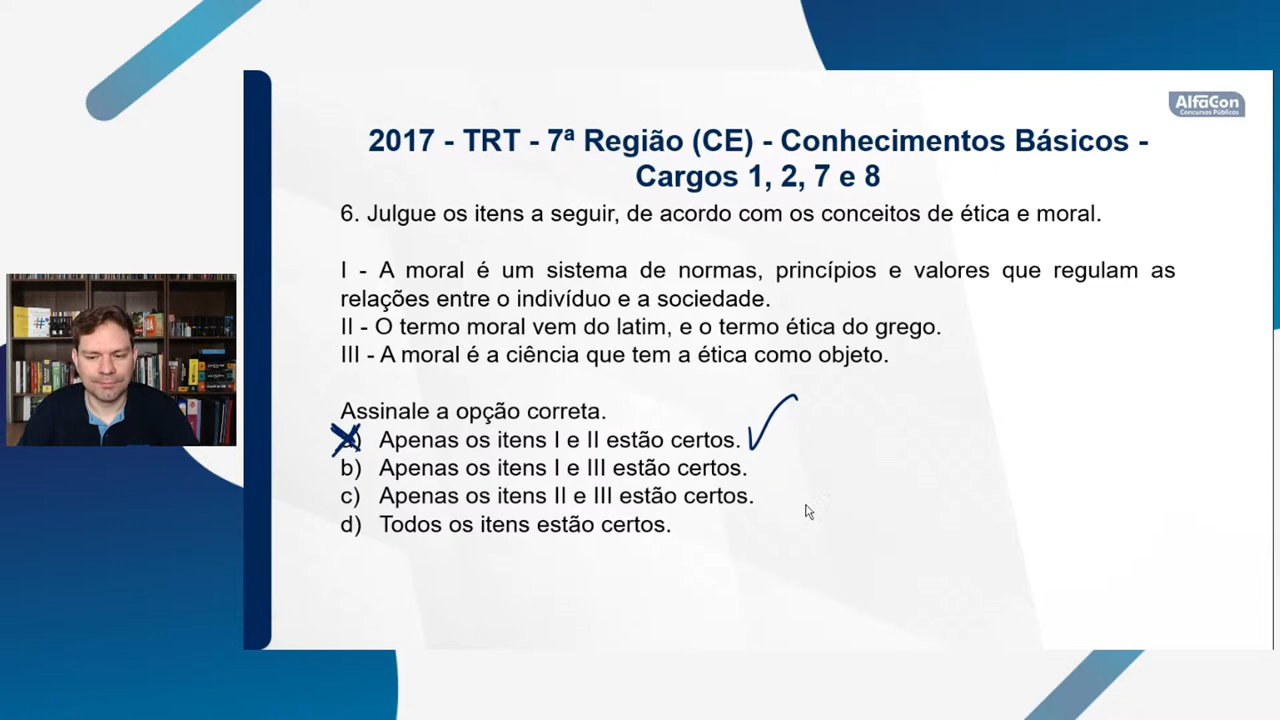 AlfaCon
Concursos Públicos
2017 - TRT - 7ª Região (CE) - Conhecimentos Básicos -
Cargos 1, 2, 7 e 8
6. Julgue os itens a seguir, de acordo com os conceitos de ética e moral.
I - A moral é um sistema de normas, princípios e valores que regulam as
relações entre o indivíduo e a sociedade.
II - O termo moral vem do latim, e o termo ética do grego.
III - A moral é a ciência que tem a ética como objeto.
Assinale a opção correta.
a) Apenas os itens I e II estão certos.
b) Apenas os itens I e III estão certos.
c) Apenas os itens II e III estão certos.
d) Todos os itens estão certos.